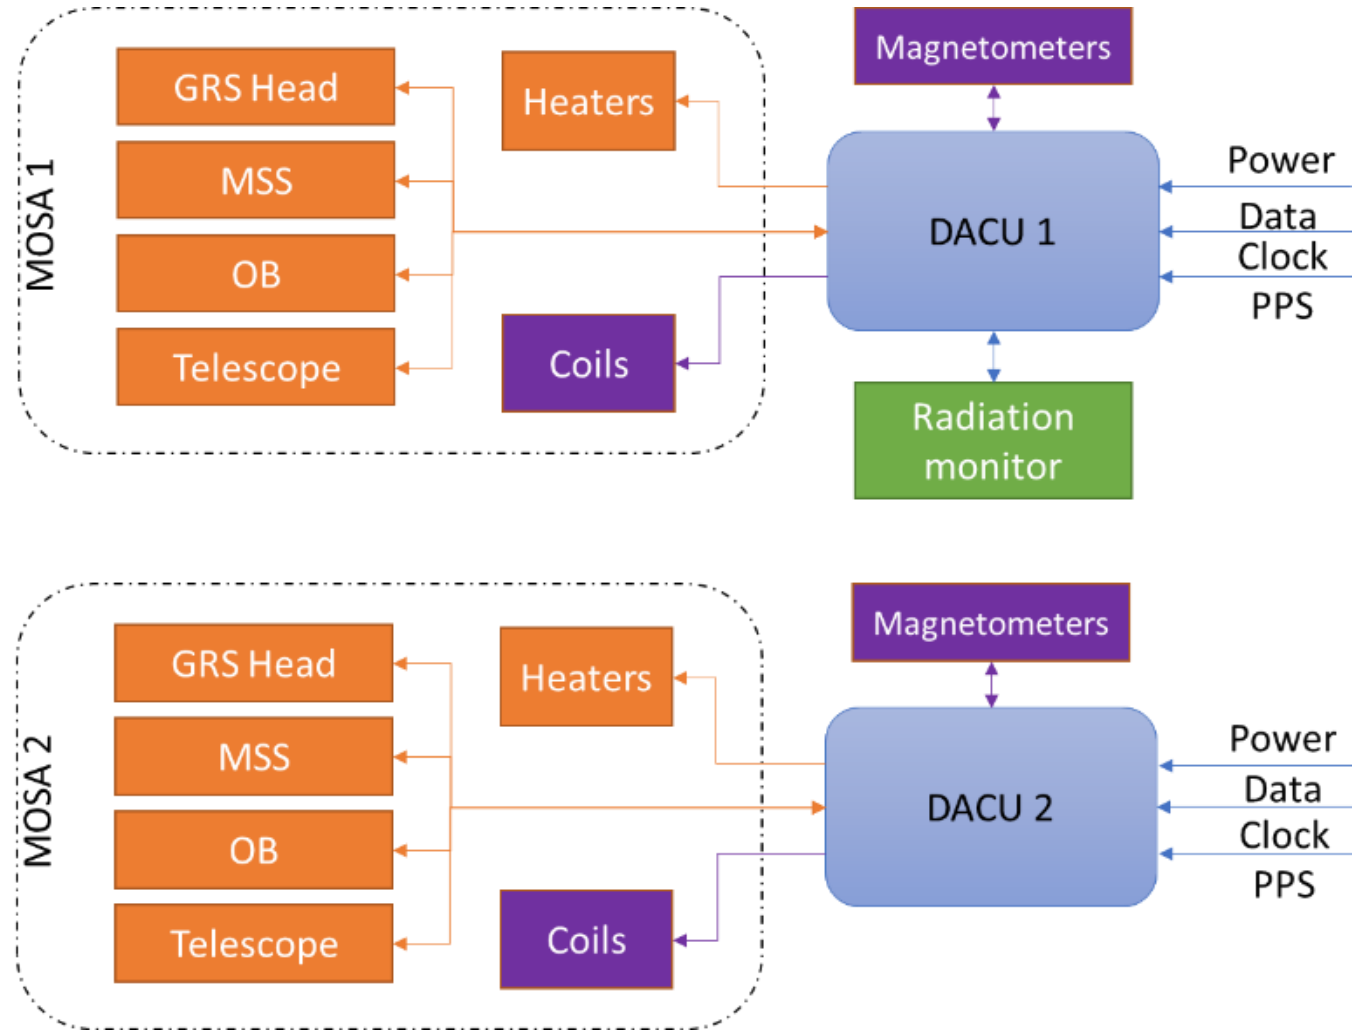 MOSA 1
GRS Head
MSS
OB
Telescope
Heaters
Coils
Magnetometers
DACU 1
Radiation
monitor
Power
Data
Clock
PPS
MOSA 2
GRS Head
MSS
OB
Telescope
Heaters
Coils
Magnetometers
DACU 2
Power
Data
Clock
PPS